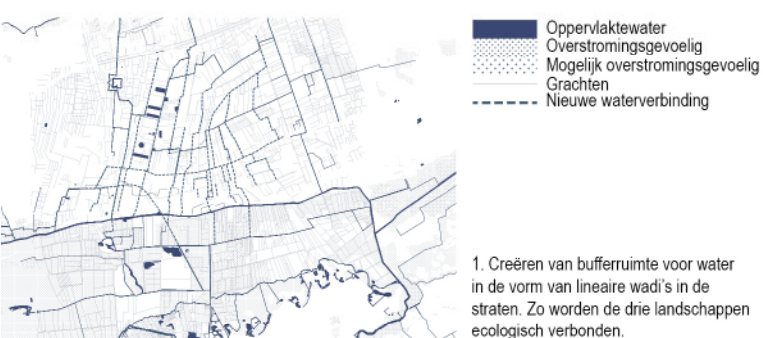 Oppervlaktewater
Overstromingsgevoelig
Mogelijk overstromingsgevoelig
Grachten
Nieuwe waterverbinding
1. Creëren van bufferruimte voor water
in de vorm van lineaire wadi's in de
straten. Zo worden de drie landschappen
ecologisch verbonden.